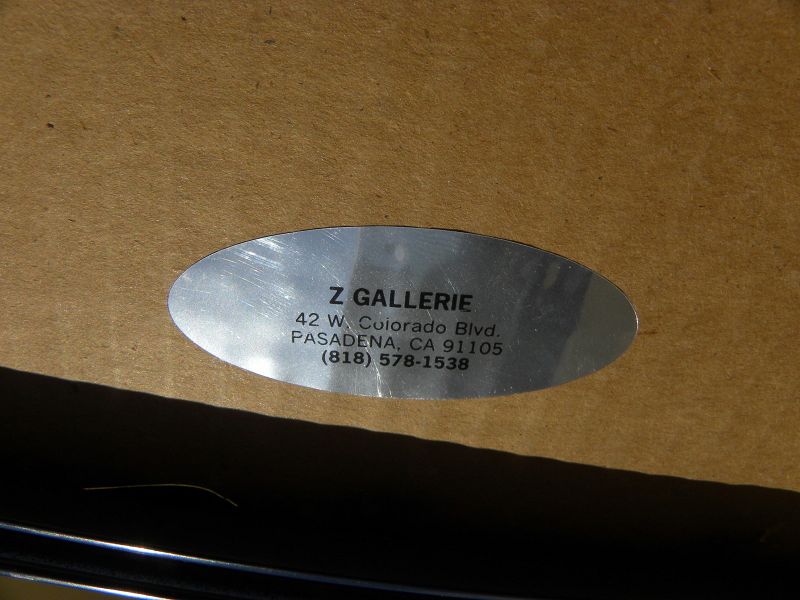 Z GALLERIE
42 W. Colorado Blvd.
PASADENA, CA 91105
(818) 578-1538